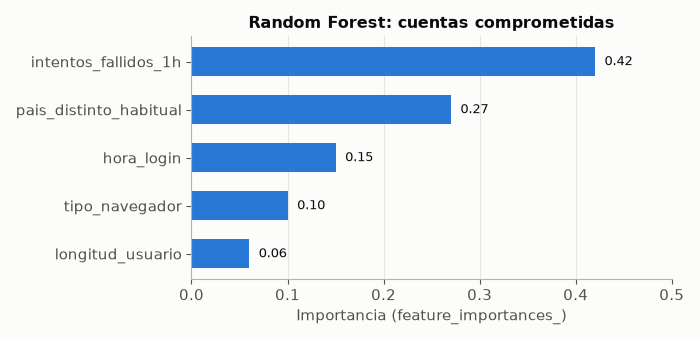 Random Forest: cuentas comprometidas
intentos_fallidos_1h 0.42
pais_distinto_habitual 0.27
hora_login 0.15
tipo_navegador 0.10
longitud_usuario 0.06
0.0 0.1 0.2 0.3 0.4 0.5
Importancia (feature_importances_)